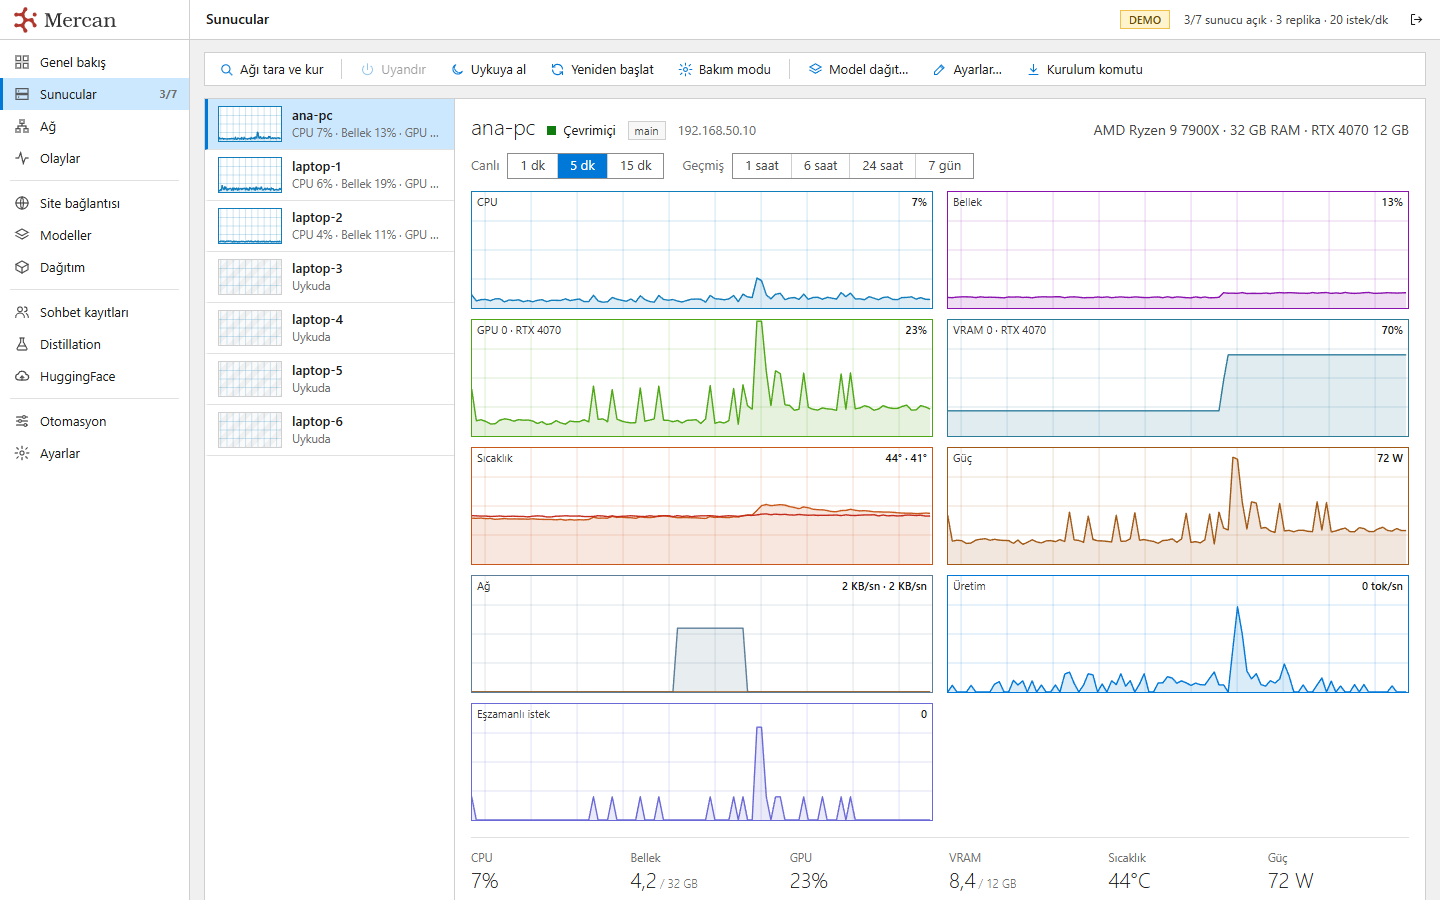 Mercan
Sunucular
DEMO
3/7 sunucu açık · 3 replika · 20 istek/dk
Genel bakış
Sunucular 3/7
Ağ
Olaylar
Site bağlantısı
Modeller
Dağıtım
Sohbet kayıtları
Distillation
HuggingFace
Otomasyon
Ayarlar
Ağı tara ve kur
Uyandır
Uykuya al
Yeniden başlat
Bakım modu
Model dağıt...
Ayarlar...
Kurulum komutu
ana-pc
CPU 7% · Bellek 13% · GPU ...
laptop-1
CPU 6% · Bellek 19% · GPU ...
laptop-2
CPU 4% · Bellek 11% · GPU ...
laptop-3
Uykuda
laptop-4
Uykuda
laptop-5
Uykuda
laptop-6
Uykuda
ana-pc Çevrimiçi main 192.168.50.10
AMD Ryzen 9 7900X · 32 GB RAM · RTX 4070 12 GB
Canlı 1 dk 5 dk 15 dk Geçmiş 1 saat 6 saat 24 saat 7 gün
CPU 7%
Bellek 13%
GPU 0 · RTX 4070 23%
VRAM 0 · RTX 4070 70%
Sıcaklık 44° · 41°
Güç 72 W
Ağ 2 KB/sn · 2 KB/sn
Üretim 0 tok/sn
Eşzamanlı istek 0
CPU
7%
Bellek
4,2 / 32 GB
GPU
23%
VRAM
8,4 / 12 GB
Sıcaklık
44°C
Güç
72 W